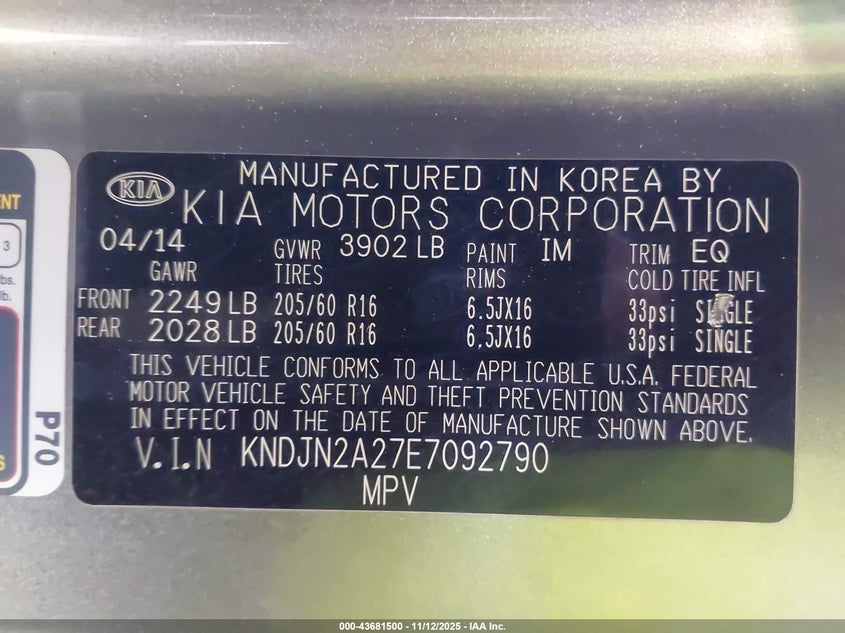 MANUFACTURED IN KOREA BY
KIA KIA MOTORS CORPORATION
04/14 GVWR 3902 LB PAINT IM TRIM EQ
GAWR TIRES RIMS COLD TIRE INFL
FRONT 2249 LB 205/60 R16 6.5JX16 33psi SINGLE
REAR 2028 LB 205/60 R16 6.5JX16 33psi SINGLE
THIS VEHICLE CONFORMS TO ALL APPLICABLE U.S.A. FEDERAL
MOTOR VEHICLE SAFETY AND THEFT PREVENTION STANDARDS
IN EFFECT ON THE DATE OF MANUFACTURE SHOWN ABOVE.
V.I.N KNDJN2A27E7092790
MPV
3
P70
000-43681500 - 11/12/2025 - IAA Inc.